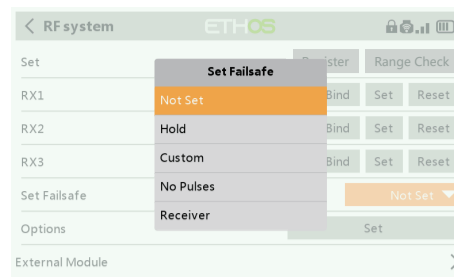 RF system ETHOS
Set Register Range Check
Set Failsafe
Not Set
Hold
Custom
No Pulses
Receiver
RX1 Bind Set Reset
RX2 Bind Set Reset
RX3 Bind Set Reset
Set Failsafe Not Set
Options Set
External Module